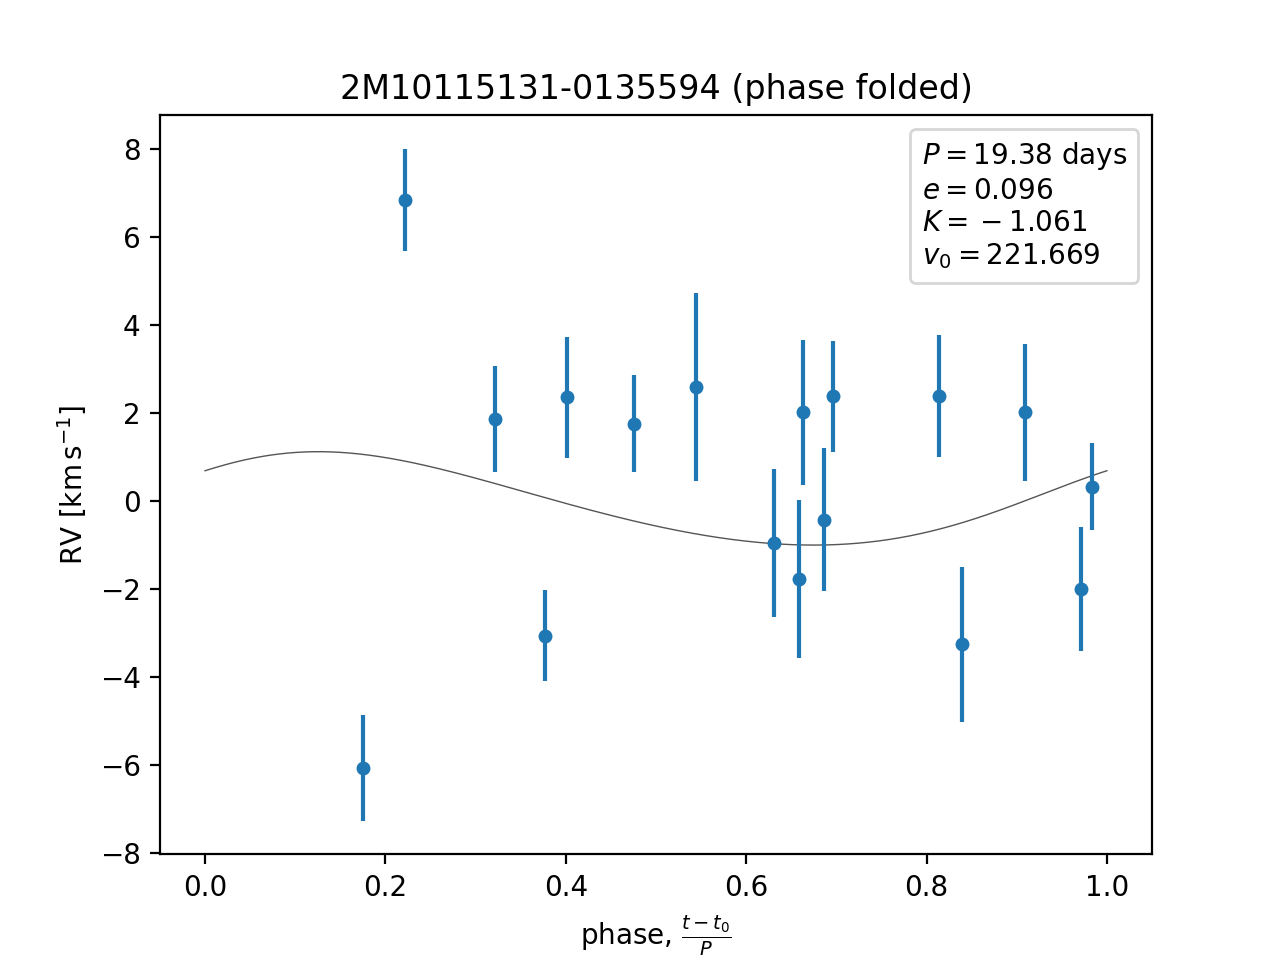 2M10115131-0135594 (phase folded)
P = 19.38 days
e = 0.096
K = −1.061
v₀ = 221.669
RV [km s⁻¹]
8
6
4
2
0
−2
−4
−6
−8
0.0 0.2 0.4 0.6 0.8 1.0
phase, (t − t₀)/P